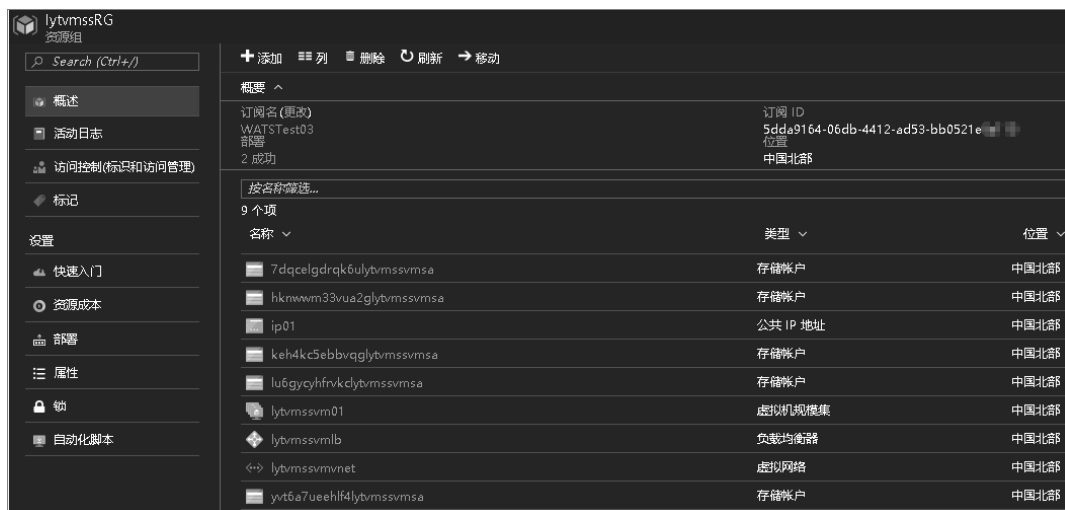 lytvmssRG
资源组
Search (Ctrl+/)
概述
活动日志
访问控制(标识和访问管理)
标记
设置
快速入门
资源成本
部署
属性
锁
自动化脚本
添加 列 删除 刷新 移动
概要
订阅名(更改)
WATSTest03
部署
2 成功
订阅 ID
5dda9164-06db-4412-ad53-bb0521e
位置
中国北部
按名称筛选...
9 个项
名称 类型 位置
7dqcelgdrqk6ulytvmssvmsa 存储帐户 中国北部
hknwwm33vua2glytvmssvmsa 存储帐户 中国北部
ip01 公共 IP 地址 中国北部
keh4kc5ebbvqglytvmssvmsa 存储帐户 中国北部
lu6gycyhfrvkclytvmssvmsa 存储帐户 中国北部
lytvmssvm01 虚拟机规模集 中国北部
lytvmssvmlb 负载均衡器 中国北部
lytvmssvmvnet 虚拟网络 中国北部
yvt6a7ueehlf4lytvmssvmsa 存储帐户 中国北部